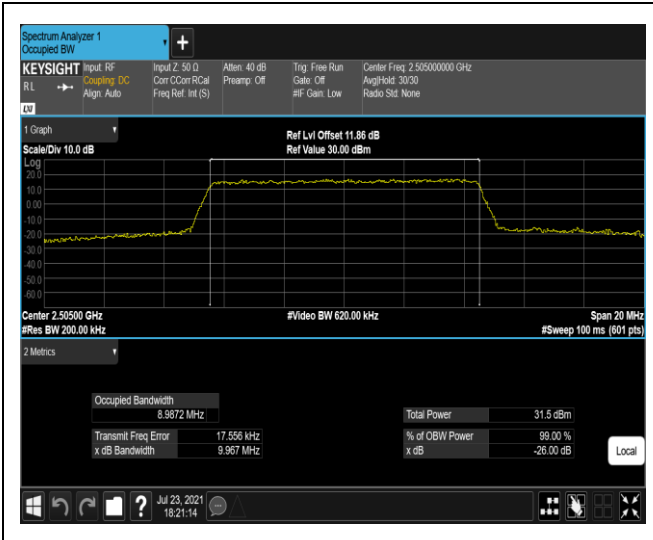 Spectrum Analyzer 1
Occupied BW
+
KEYSIGHT
RL
LXI
Input: RF
Coupling: DC
Align: Auto
Input Z: 50 Ω
Corr CCorr RCal
Freq Ref: Int (S)
Atten: 40 dB
Preamp: Off
Trig: Free Run
Gate: Off
#IF Gain: Low
Center Freq: 2.505000000 GHz
Avg|Hold: 30/30
Radio Std: None
1 Graph
Scale/Div 10.0 dB
Ref Lvl Offset 11.86 dB
Ref Value 30.00 dBm
Log
20.0
10.0
0.00
-10.0
-20.0
-30.0
-40.0
-50.0
-60.0
Center 2.50500 GHz
#Res BW 200.00 kHz
#Video BW 620.00 kHz
Span 20 MHz
#Sweep 100 ms (601 pts)
2 Metrics
Occupied Bandwidth
8.9872 MHz
Transmit Freq Error 17.556 kHz
x dB Bandwidth 9.967 MHz
Total Power 31.5 dBm
% of OBW Power 99.00 %
x dB -26.00 dB
Local
?
Jul 23, 2021
18:21:14